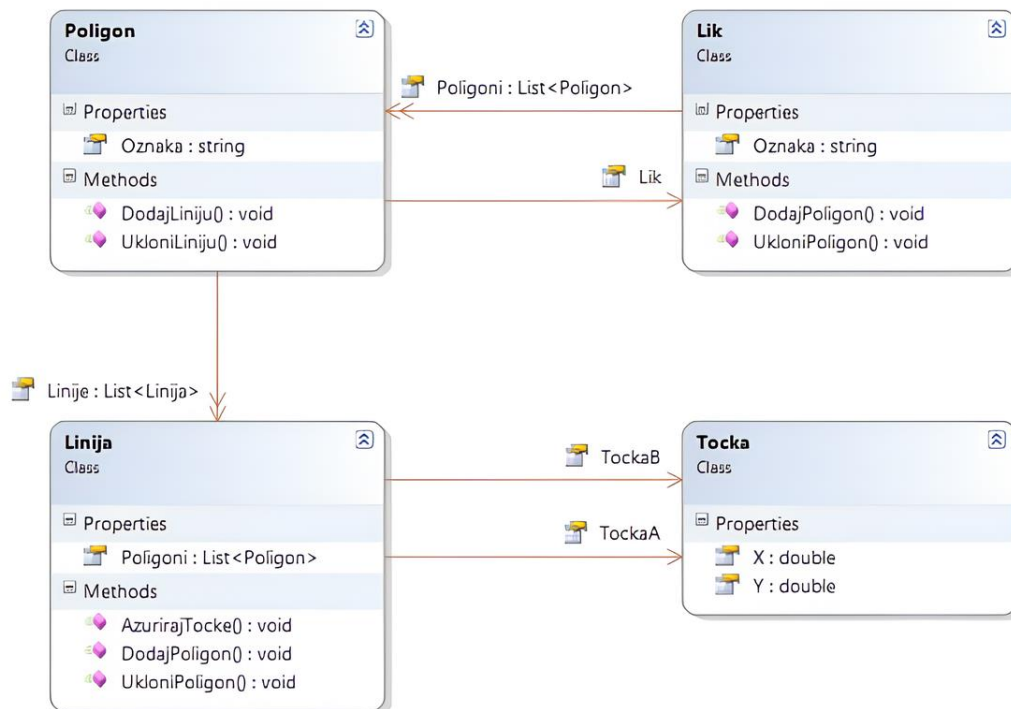 Poligon
Class
Properties
Oznaka : string
Methods
DodajLiniju() : void
UkloniLiniju() : void
Poligoni : List<Poligon>
Lik
Lik
Class
Properties
Oznaka : string
Methods
DodajPoligon() : void
UkloniPoligon() : void
Linije : List<Linija>
Linija
Class
Properties
Poligoni : List<Poligon>
Methods
AzurirajTocke() : void
DodajPoligon() : void
UkloniPoligon() : void
TockaB
TockaA
Tocka
Class
Properties
X : double
Y : double